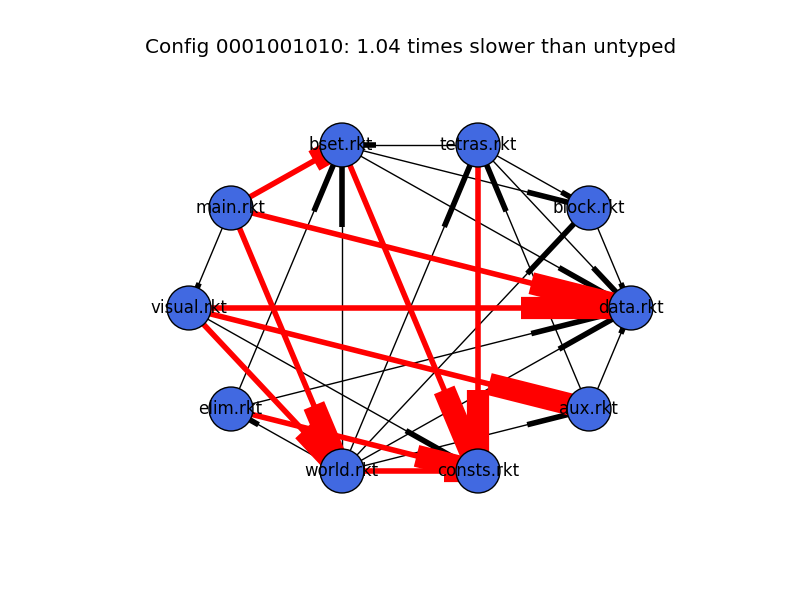 Config 0001001010: 1.04 times slower than untyped
bset.rkt
tetras.rkt
main.rkt
block.rkt
visual.rkt
data.rkt
elim.rkt
aux.rkt
world.rkt
consts.rkt